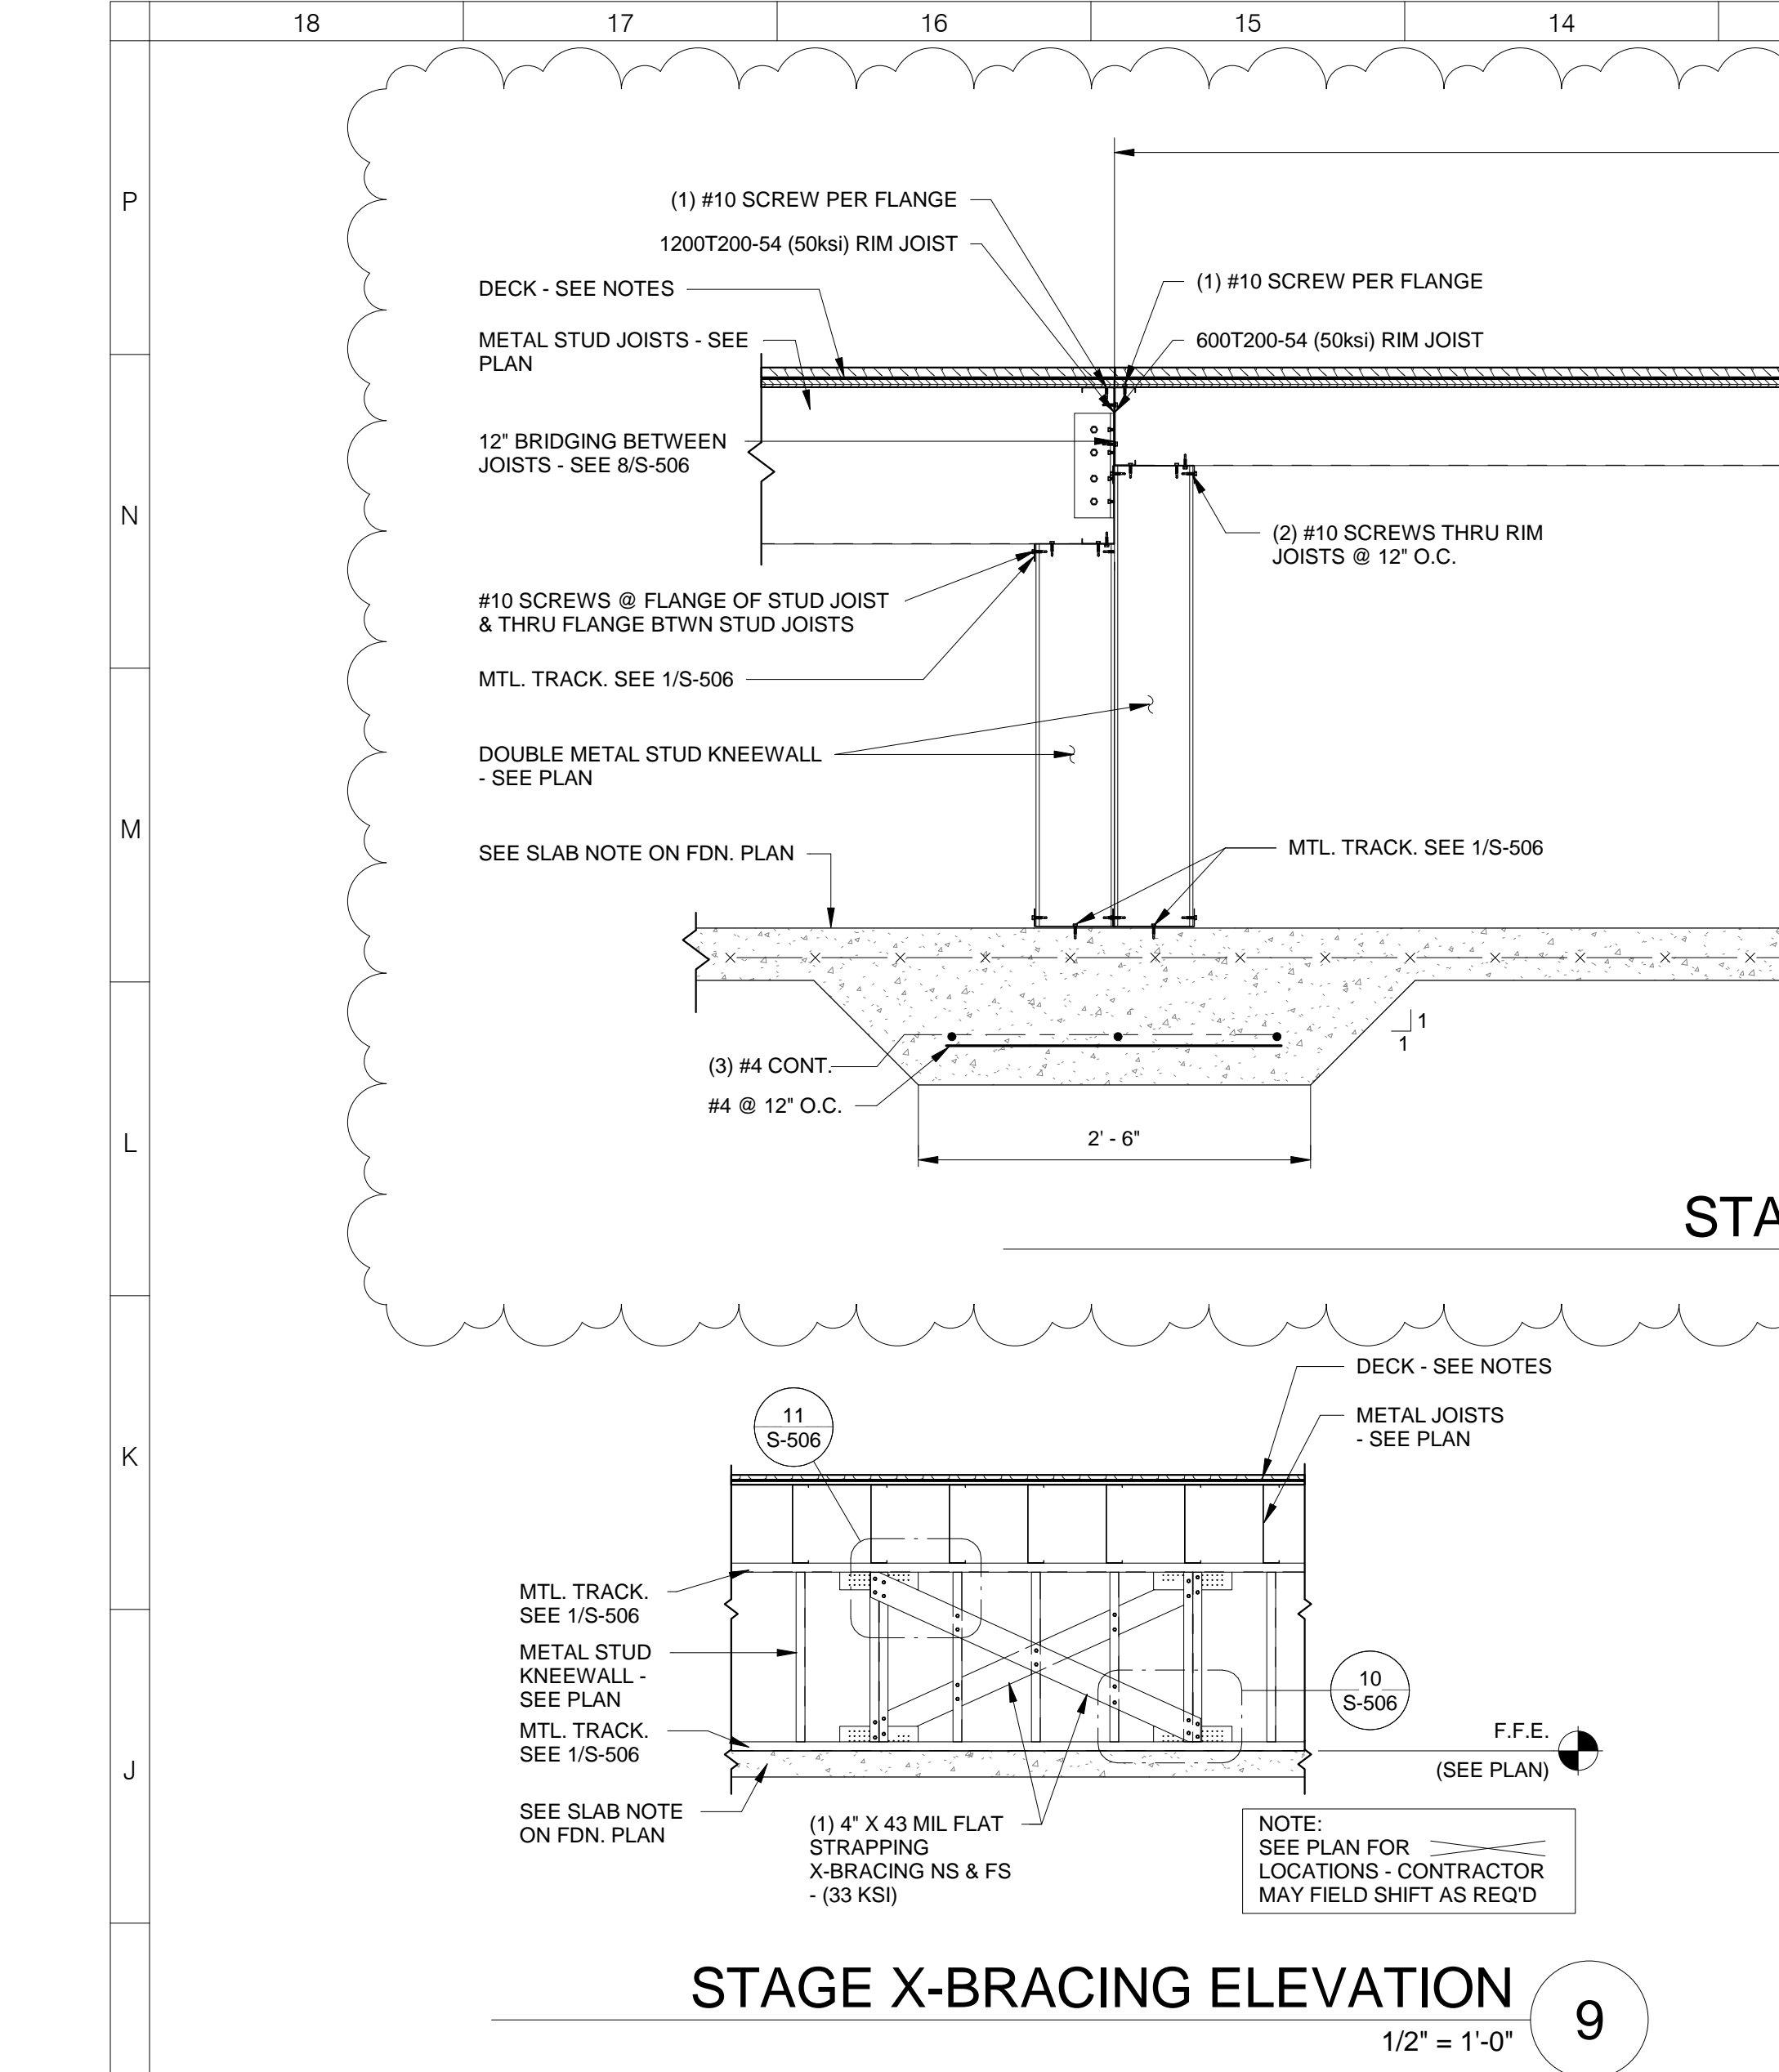 18
17
16
15
14
P
N
M
L
K
J
(1) #10 SCREW PER FLANGE
1200T200-54 (50ksi) RIM JOIST
DECK - SEE NOTES
METAL STUD JOISTS - SEE
PLAN
12" BRIDGING BETWEEN
JOISTS - SEE 8/S-506
#10 SCREWS @ FLANGE OF STUD JOIST
& THRU FLANGE BTWN STUD JOISTS
MTL. TRACK. SEE 1/S-506
DOUBLE METAL STUD KNEEWALL
- SEE PLAN
SEE SLAB NOTE ON FDN. PLAN
(1) #10 SCREW PER FLANGE
600T200-54 (50ksi) RIM JOIST
(2) #10 SCREWS THRU RIM
JOISTS @ 12" O.C.
MTL. TRACK. SEE 1/S-506
1
1
(3) #4 CONT.
#4 @ 12" O.C.
2' - 6"
STA
DECK - SEE NOTES
METAL JOISTS
- SEE PLAN
11
S-506
MTL. TRACK.
SEE 1/S-506
METAL STUD
KNEEWALL -
SEE PLAN
MTL. TRACK.
SEE 1/S-506
SEE SLAB NOTE
ON FDN. PLAN
10
S-506
F.F.E.
(SEE PLAN)
(1) 4" X 43 MIL FLAT
STRAPPING
X-BRACING NS & FS
- (33 KSI)
NOTE:
SEE PLAN FOR
LOCATIONS - CONTRACTOR
MAY FIELD SHIFT AS REQ'D
STAGE X-BRACING ELEVATION
9
1/2" = 1'-0"